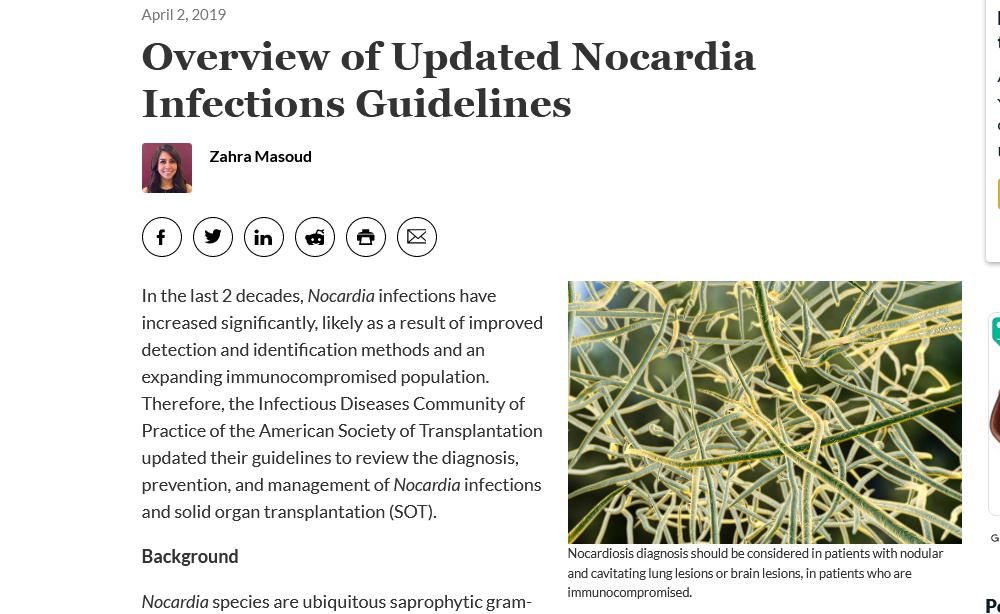 April 2, 2019
Overview of Updated Nocardia
Infections Guidelines
Zahra Masoud
In the last 2 decades, Nocardia infections have
increased significantly, likely as a result of improved
detection and identification methods and an
expanding immunocompromised population.
Therefore, the Infectious Diseases Community of
Practice of the American Society of Transplantation
updated their guidelines to review the diagnosis,
prevention, and management of Nocardia infections
and solid organ transplantation (SOT).
Nocardiosis diagnosis should be considered in patients with nodular
and cavitating lung lesions or brain lesions, in patients who are
immunocompromised.
Background
Nocardia species are ubiquitous saprophytic gram-